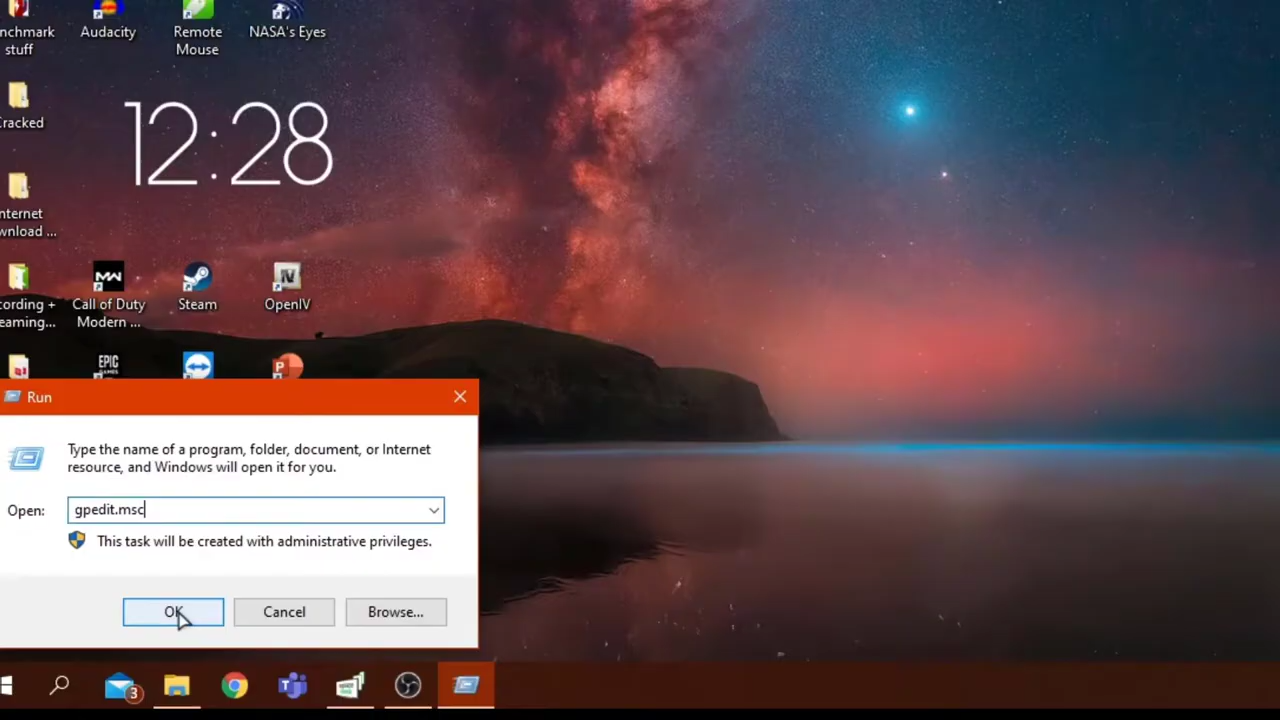 nchmark
stuff
Audacity
Remote
Mouse
NASA's Eyes
Cracked
12:28
nternet
wnload ...
cording +
eaming...
Call of Duty
Modern ...
Steam
OpenIV
EPIC
GAMES
P
Run
Type the name of a program, folder, document, or Internet
resource, and Windows will open it for you.
Open:
gpedit.msc
This task will be created with administrative privileges.
OK
Cancel
Browse...
3